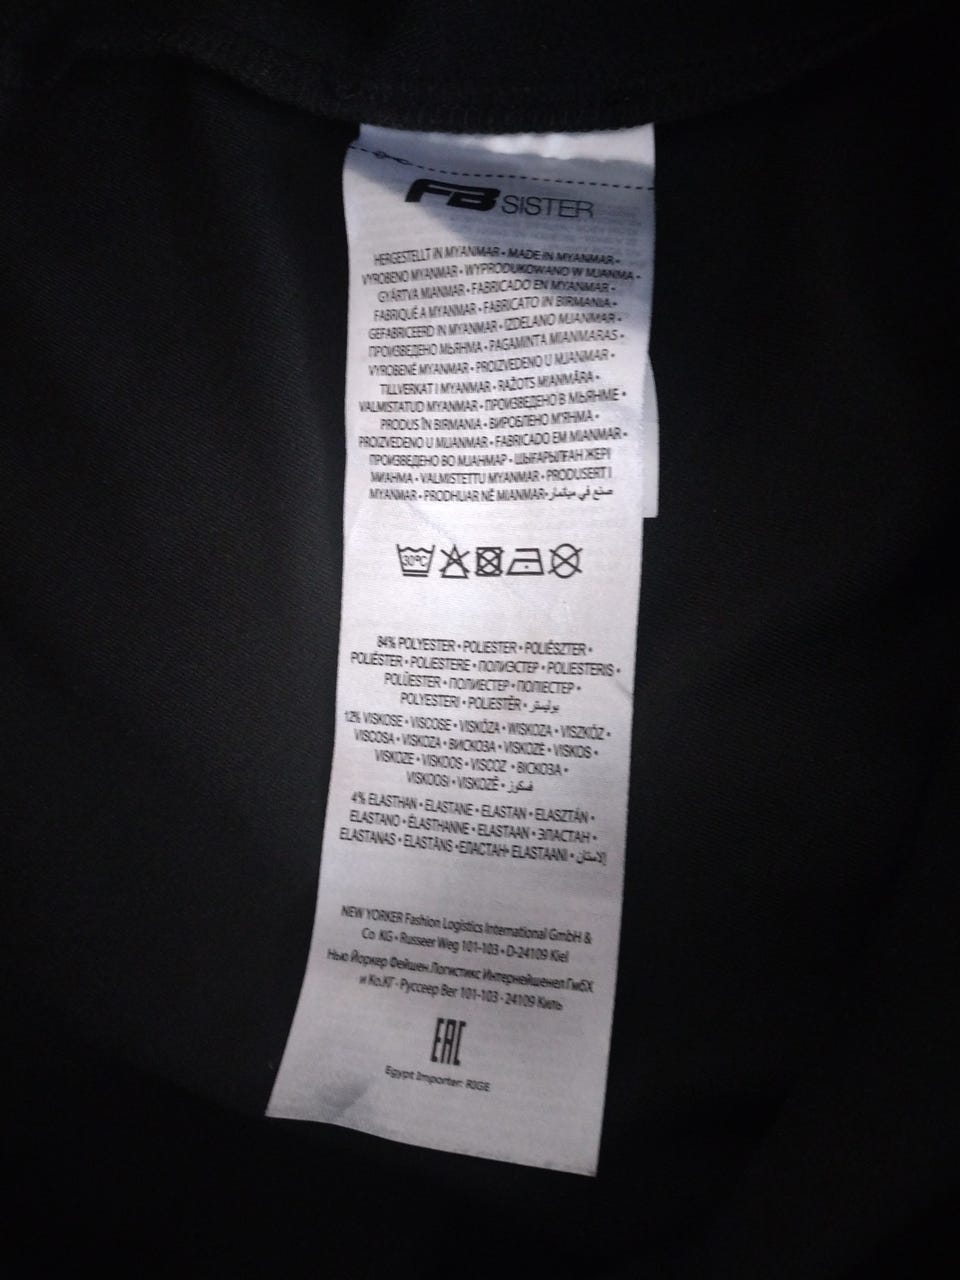 FB SISTER
HERGESTELLT IN MYANMAR • MADE IN MYANMAR •
VYROBENO MYANMAR • WYPRODUKOWANO W MJANMA •
GYÁRTVA MIANMAR • FABRICADO EN MYANMAR •
FABRIQUÉ A MYANMAR • FABRICATO IN BIRMANIA •
GEFABRICEERD IN MYANMAR • IZDELANO MJANMAR •
ПРОИЗВЕДЕНО МЬЯНМА • PAGAMINTA MIANMARAS •
VYROBENÉ MYANMAR • PROIZVEDENO U MJANMAR •
TILLVERKAT I MYANMAR • RAŽOTS MJANMĀRA •
VALMISTATUD MYANMAR • ПРОИЗВЕДЕНО В МЬЯНМЕ •
PRODUS ÎN BIRMANIA • ВИРОБЛЕНО М'ЯНМА •
PROIZVEDENO U MIJANMAR • FABRICADO EM MIANMAR •
ПРОИЗВЕДЕНО ВО МЈАНМАР • ШЫҒАРЫЛҒАН ЖЕРІ
МИАНМА • VALMISTETTU MYANMAR • PRODUSERT I
MYANMAR • PRODHUAR NË MIANMAR • صنع في ميانمار
30°C
84% POLYESTER • POLIESTER • POLIÉSZTER •
POLIÉSTER • POLIESTERE • ПОЛИЭСТЕР • POLIESTERIS •
POLÜESTER • ПОЛИЕСТЕР • ПОЛІЕСТЕР •
POLYESTERI • POLIESTËR • بوليستر
12% VISKOSE • VISCOSE • VISKÓZA • WISKOZA • VISZKÓZ •
VISCOSA • VISKOZA • ВИСКОЗА • VISKOZĖ • VISKOS •
VISKOZE • VISKOOS • VISCOZ • ВІСКОЗА •
VISKOOSI • VISKOZË • فسكوز
4% ELASTHAN • ELASTANE • ELASTAN • ELASZTÁN •
ELASTANO • ÉLASTHANNE • ELASTAAN • ЭЛАСТАН •
ELASTANAS • ELASTĀNS • ЕЛАСТАН • ELASTAANI • إلاستان
NEW YORKER Fashion Logistics International GmbH &
Co KG • Russeer Weg 101-103 • D-24109 Kiel
Нью Йоркер Фейшен Логистикс Интернейшенел ГмбХ
и Ко.КГ - Руссеер Вег 101-103 - 24109 Киль
EAC
Egypt Importer: RIGE